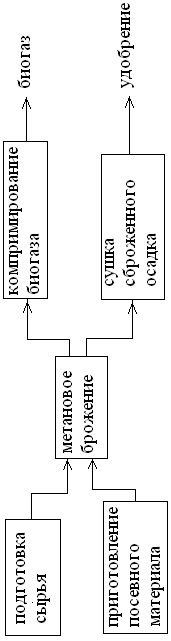 подготовка
сырья
приготовление
посевного
материала
метановое
брожение
компримирование
биогаза
сушка
сброженного
осадка
биогаз
удобрение